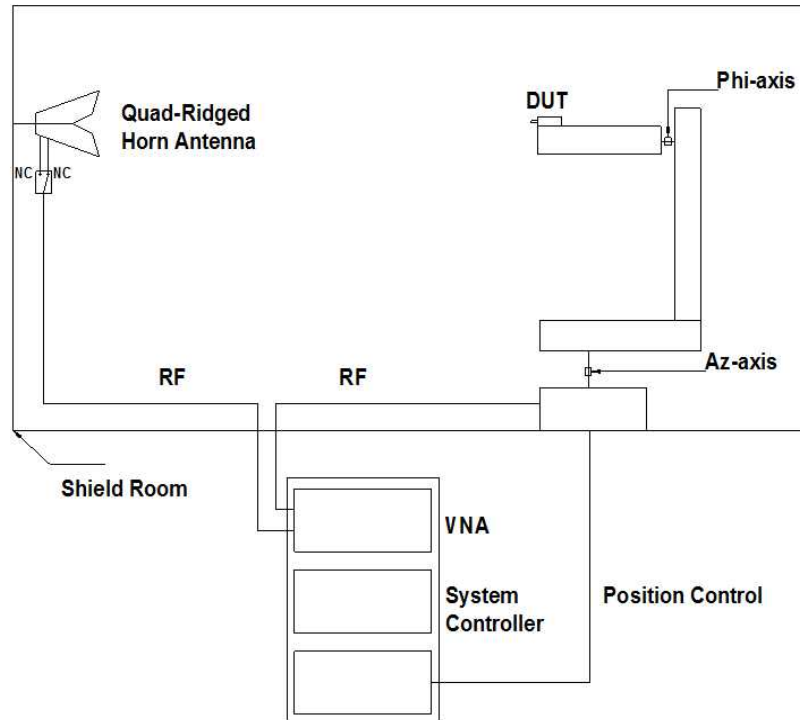 Phi-axis
DUT
Quad-Ridged
Horn Antenna
NC NC
RF RF
Az-axis
Shield Room
VNA
System
Controller
Position Control